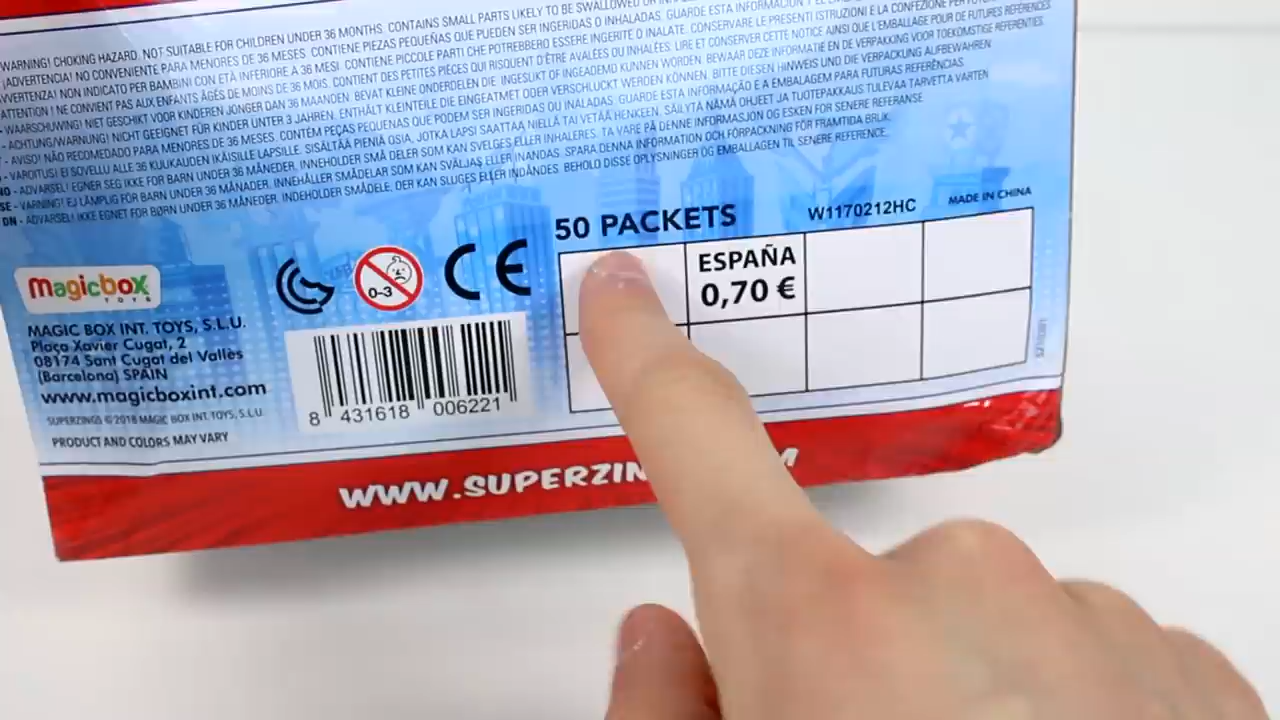 WARNING! CHOKING HAZARD. NOT SUITABLE FOR CHILDREN UNDER 36 MONTHS. CONTAINS SMALL PARTS LIKELY TO BE SWALLOWED OR
¡ADVERTENCIA! NO CONVENIENTE PARA MENORES DE 36 MESES. CONTIENE PIEZAS PEQUEÑAS QUE PUEDEN SER INGERIDAS O INHALADAS. GUARDE ESTA INFORMACIÓN Y EL
AVVERTENZA! NON INDICATO PER BAMBINI CON ETÀ INFERIORE A 36 MESI. CONTIENE PICCOLE PARTI CHE POTREBBERO ESSERE INGERITE O INALATE. CONSERVARE LE PRESENTI ISTRUZIONI E LA CONFEZIONE PER
ATTENTION ! NE CONVIENT PAS AUX ENFANTS ÂGÉS DE MOINS DE 36 MOIS. CONTIENT DES PETITES PIÈCES QUI RISQUENT D'ÊTRE AVALÉES OU INHALÉES. LIRE ET CONSERVER CETTE NOTICE AINSI QUE L'EMBALLAGE POUR DE FUTURES RÉFÉRENCES
- WAARSCHUWING! NIET GESCHIKT VOOR KINDEREN JONGER DAN 36 MAANDEN. BEVAT KLEINE ONDERDELEN DIE INGESLIKT OF INGEADEMD KUNNEN WORDEN. BEWAAR DEZE INFORMATIE EN DE VERPAKKING VOOR TOEKOMSTIGE REFERENTIES.
- ACHTUNG/WARNUNG! NICHT GEEIGNET FÜR KINDER UNTER 3 JAHREN. ENTHÄLT KLEINTEILE DIE EINGEATMET ODER VERSCHLUCKT WERDEN KÖNNEN. BITTE DIESEN HINWEIS UND DIE VERPACKUNG AUFBEWAHREN
- AVISO! NÃO RECOMEDADO PARA MENORES DE 36 MESES. CONTÉM PEÇAS PEQUENAS QUE PODEM SER INGERIDAS OU INALADAS. GUARDE ESTA INFORMAÇÃO E A EMBALAGEM PARA FUTURAS REFERÊNCIAS.
- VAROITUS! EI SOVELLU ALLE 36 KUUKAUDEN IKÄISILLE LAPSILLE. SISÄLTÄÄ PIENIÄ OSIA, JOTKA LAPSI SAATTAA NIELLÄ TAI VETÄÄ HENKEEN. SÄILYTÄ NÄMÄ OHJEET JA TUOTEPAKKAUS TULEVAA TARVETTA VARTEN
NO - ADVARSEL! EGNER SEG IKKE FOR BARN UNDER 36 MÅNEDER. INNEHOLDER SMÅ DELER SOM KAN SVELGES ELLER INHALERES. TA VARE PÅ DENNE INFORMASJON OG ESKEN FOR SENERE REFERANSE.
SE - VARNING! EJ LÄMPLIG FÖR BARN UNDER 36 MÅNADER. INNEHÅLLER SMÅDELAR SOM KAN SVÄLJAS ELLER INANDAS. SPARA DENNA INFORMATION OCH FÖRPACKNING FÖR FRAMTIDA BRUK.
DN - ADVARSEL! IKKE EGNET FOR BØRN UNDER 36 MÅNEDER. INDEHOLDER SMÅDELE, DER KAN SLUGES ELLER INDÅNDES. BEHOLD DISSE OPLYSNINGER OG EMBALLAGEN TIL SENERE REFERENCE.
50 PACKETS
W1170212HC
MADE IN CHINA
ESPAÑA
0,70 €
magicbox
TOYS
0-3
CE
MAGIC BOX INT. TOYS, S.L.U.
Plaça Xavier Cugat, 2
08174 Sant Cugat del Vallès
(Barcelona) SPAIN
www.magicboxint.com
SUPERZINGS ©2018 MAGIC BOX INT. TOYS, S.L.U.
PRODUCT AND COLORS MAY VARY
8 431618 006221
WWW.SUPERZIN